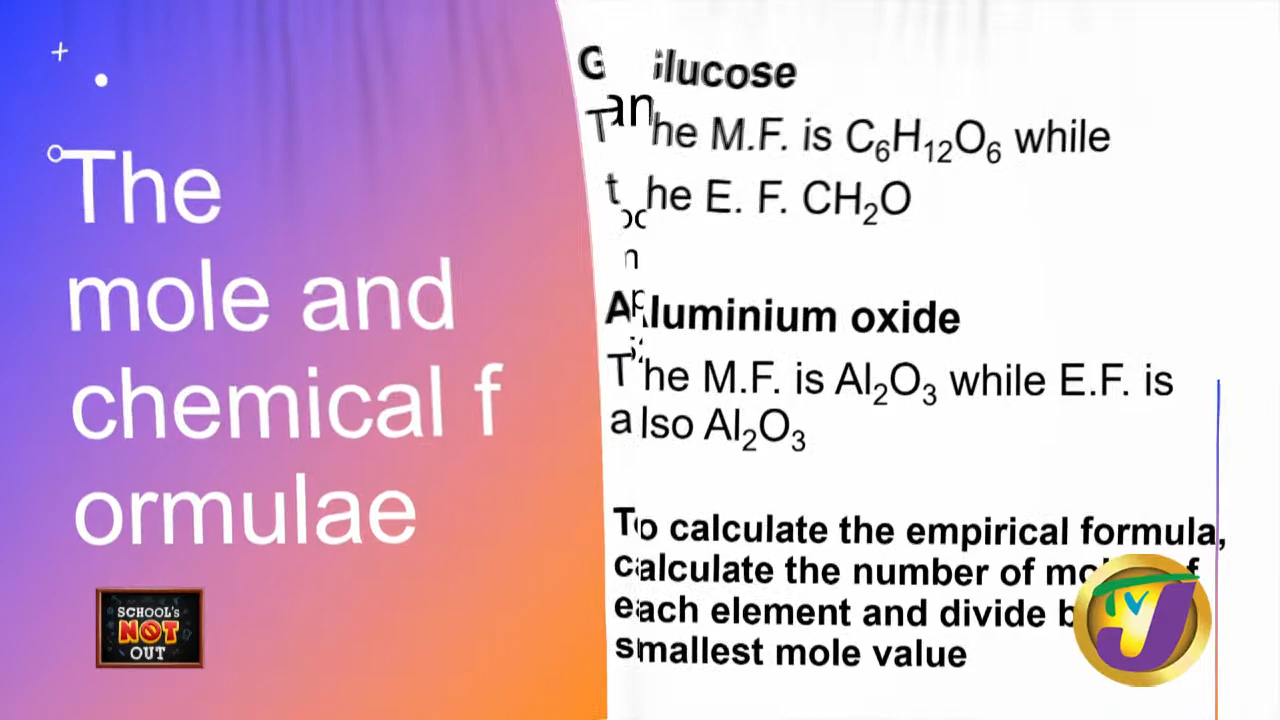 The
mole and
chemical f
ormulae
SCHOOL's
NOT
OUT
Glucose
The M.F. is C₆H₁₂O₆ while
the E. F. CH₂O
Aluminium oxide
The M.F. is Al₂O₃ while E.F. is
also Al₂O₃
To calculate the empirical formula,
calculate the number of
each element and divide
smallest mole value
TVJ